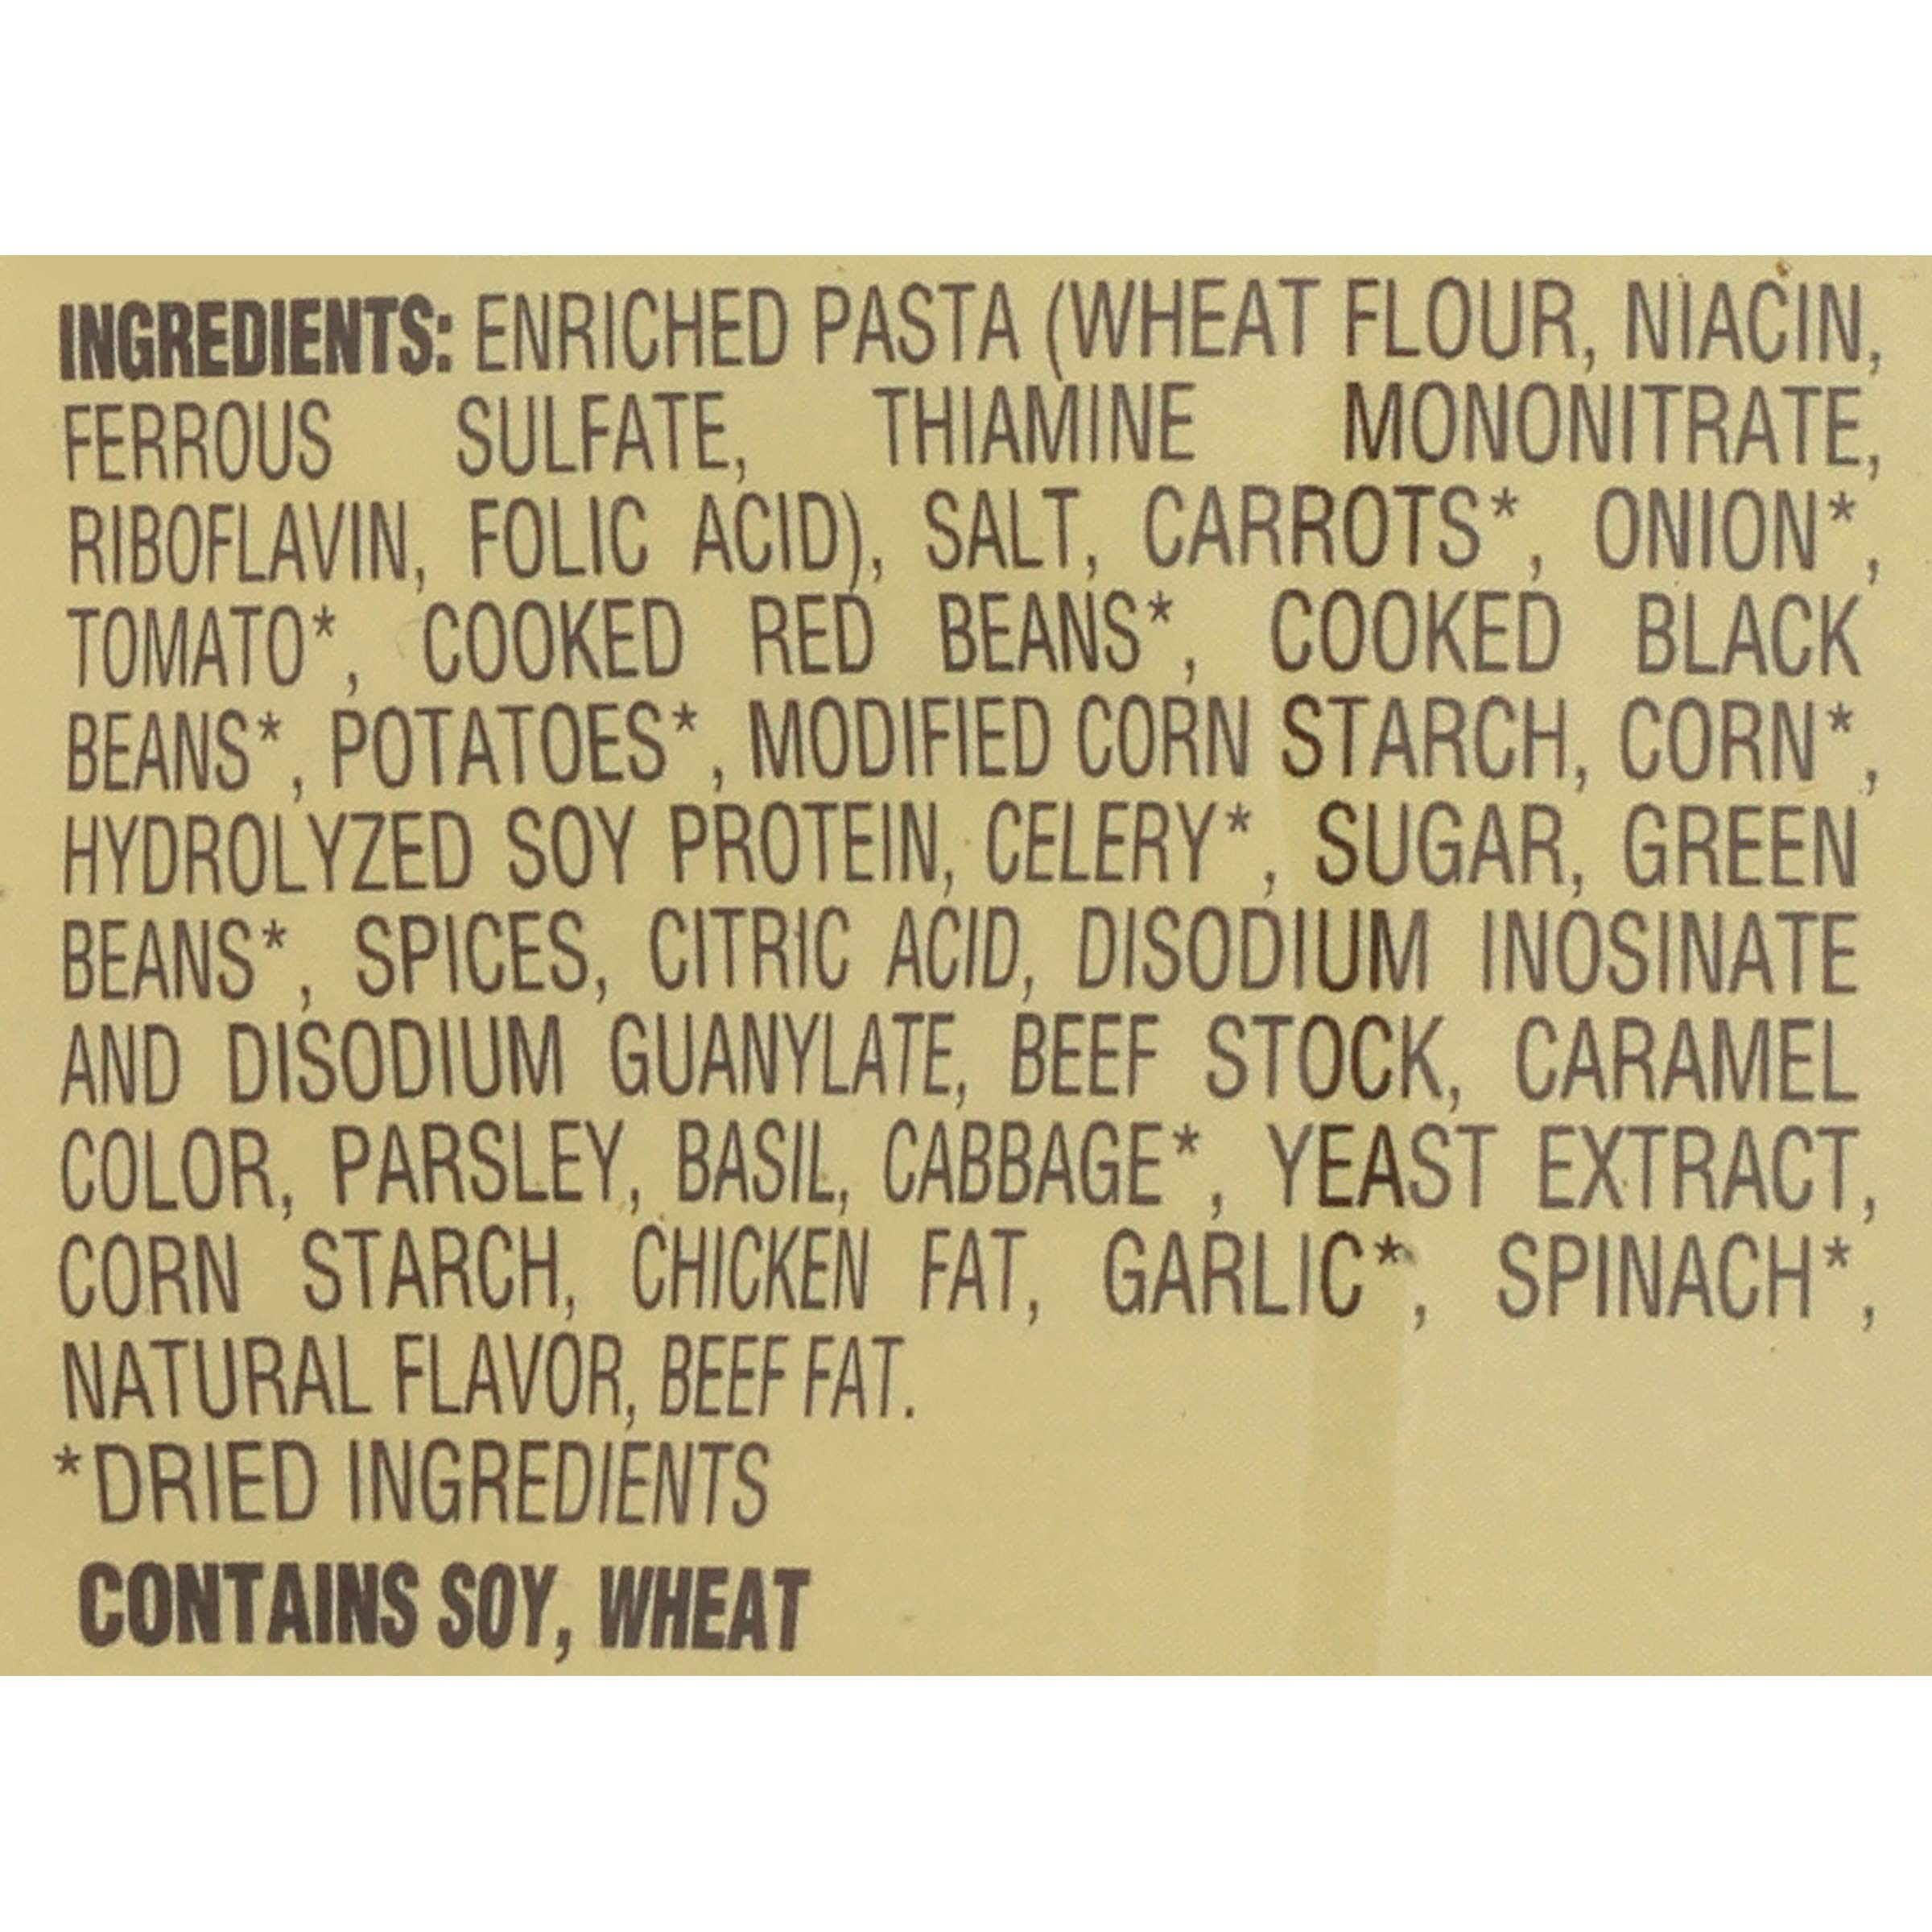 INGREDIENTS: ENRICHED PASTA (WHEAT FLOUR, NIACIN,
FERROUS SULFATE, THIAMINE MONONITRATE,
RIBOFLAVIN, FOLIC ACID), SALT, CARROTS*, ONION*,
TOMATO*, COOKED RED BEANS*, COOKED BLACK
BEANS*, POTATOES*, MODIFIED CORN STARCH, CORN*,
HYDROLYZED SOY PROTEIN, CELERY*, SUGAR, GREEN
BEANS*, SPICES, CITRIC ACID, DISODIUM INOSINATE
AND DISODIUM GUANYLATE, BEEF STOCK, CARAMEL
COLOR, PARSLEY, BASIL, CABBAGE*, YEAST EXTRACT,
CORN STARCH, CHICKEN FAT, GARLIC*, SPINACH*,
NATURAL FLAVOR, BEEF FAT.
*DRIED INGREDIENTS
CONTAINS SOY, WHEAT